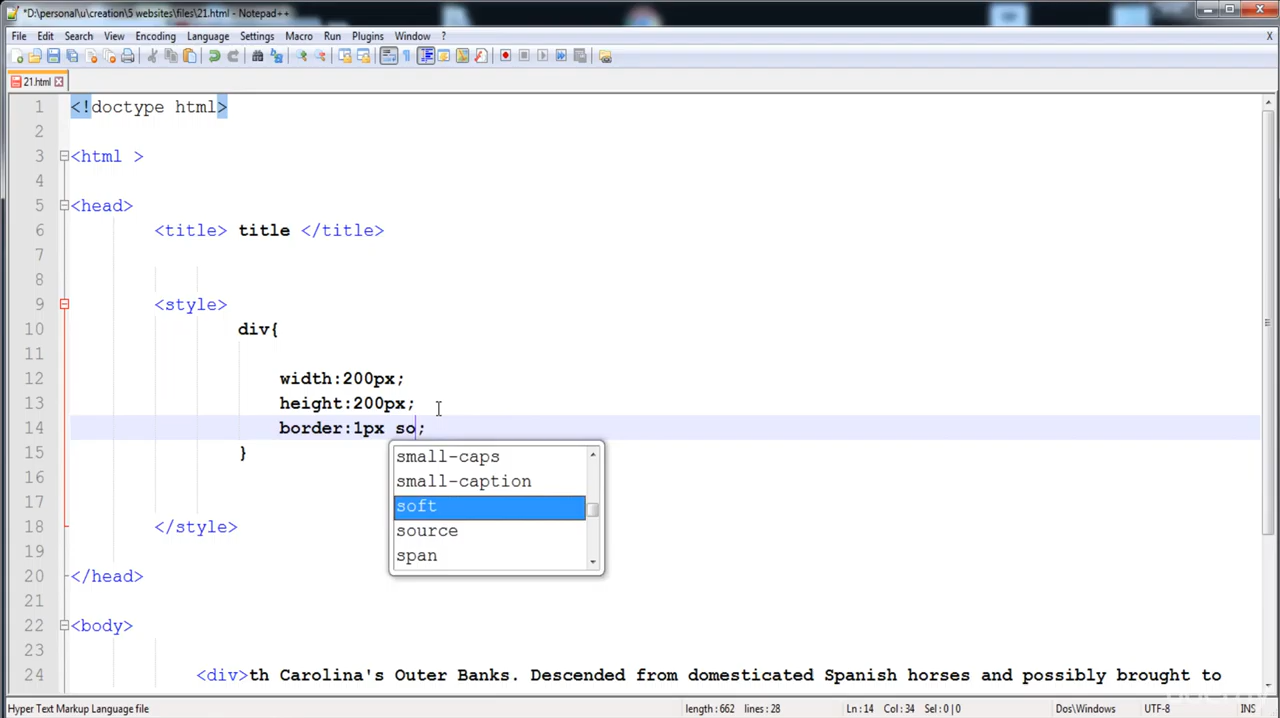 *D:\personal\u\creation\5 websites\files\21.html - Notepad++
File Edit Search View Encoding Language Settings Macro Run Plugins Window ? X
21.html
1 <!doctype html>
2
3 <html >
4
5 <head>
6 <title> title </title>
7
8
9 <style>
10 div{
11
12 width:200px;
13 height:200px;
14 border:1px so;
15 }
small-caps
16
small-caption
17
soft
18 </style>
source
19
span
20 </head>
21
22 <body>
23
24 <div>th Carolina's Outer Banks. Descended from domesticated Spanish horses and possibly brought to
Hyper Text Markup Language file length : 662 lines : 28 Ln : 14 Col : 34 Sel : 0 | 0 Dos\Windows UTF-8 INS